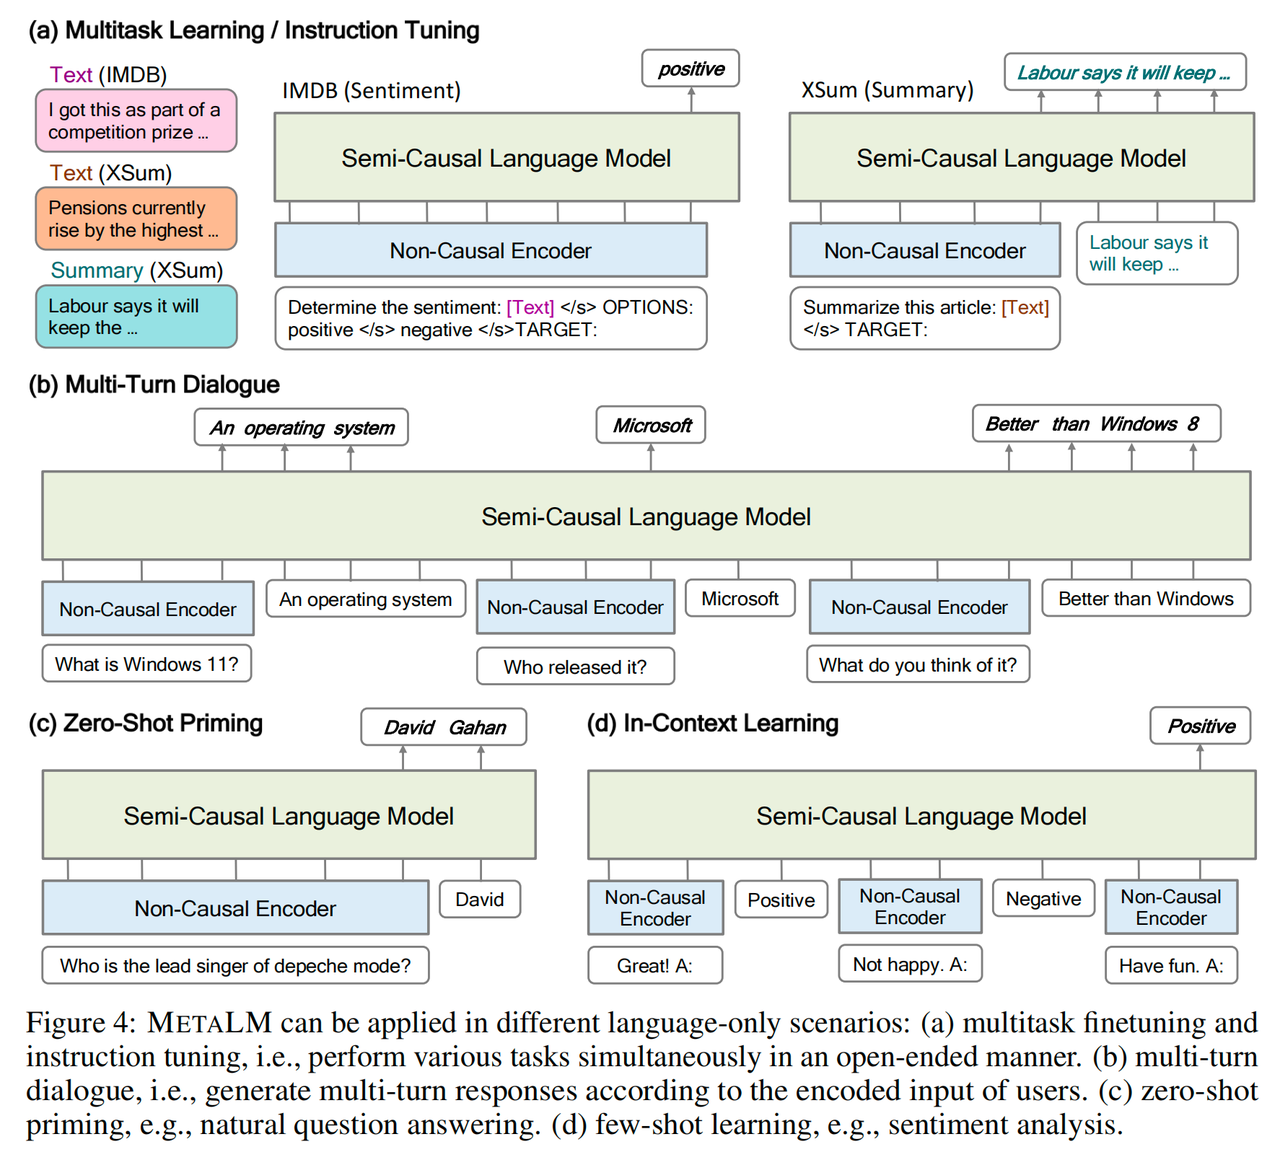 (a) Multitask Learning / Instruction Tuning
Text (IMDB)
I got this as part of a
competition prize ...
Text (XSum)
Pensions currently
rise by the highest ...
Summary (XSum)
Labour says it will
keep the ...
IMDB (Sentiment)
positive
Semi-Causal Language Model
Non-Causal Encoder
Determine the sentiment: [Text] </s> OPTIONS:
positive </s> negative </s>TARGET:
XSum (Summary)
Labour says it will keep ...
Semi-Causal Language Model
Non-Causal Encoder
Labour says it
will keep ...
Summarize this article: [Text]
</s> TARGET:
(b) Multi-Turn Dialogue
An operating system
Microsoft
Better than Windows 8
Semi-Causal Language Model
Non-Causal Encoder
An operating system
Non-Causal Encoder
Microsoft
Non-Causal Encoder
Better than Windows
What is Windows 11?
Who released it?
What do you think of it?
(c) Zero-Shot Priming
David Gahan
Semi-Causal Language Model
Non-Causal Encoder
David
Who is the lead singer of depeche mode?
(d) In-Context Learning
Positive
Semi-Causal Language Model
Non-Causal
Encoder
Positive
Non-Causal
Encoder
Negative
Non-Causal
Encoder
Great! A:
Not happy. A:
Have fun. A:
Figure 4: METALM can be applied in different language-only scenarios: (a) multitask finetuning and
instruction tuning, i.e., perform various tasks simultaneously in an open-ended manner. (b) multi-turn
dialogue, i.e., generate multi-turn responses according to the encoded input of users. (c) zero-shot
priming, e.g., natural question answering. (d) few-shot learning, e.g., sentiment analysis.